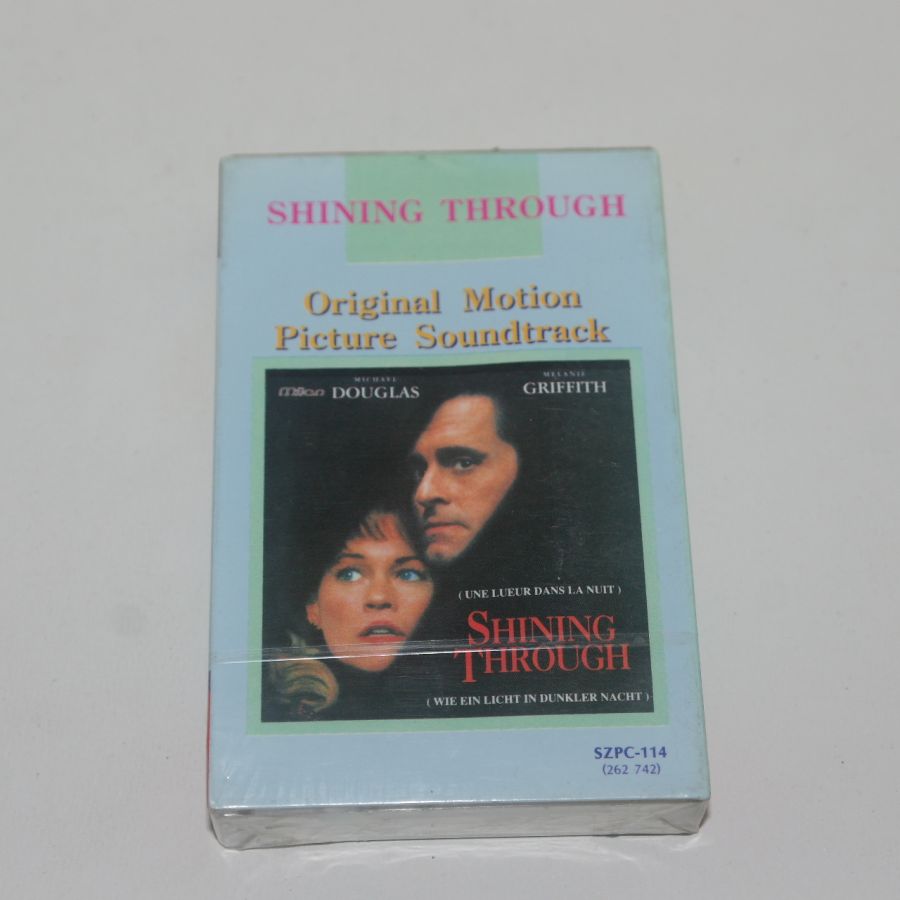 SHINING THROUGH
Original Motion
Picture Soundtrack
milan
MICHAEL
DOUGLAS
MELANIE
GRIFFITH
( UNE LUEUR DANS LA NUIT )
SHINING
THROUGH
( WIE EIN LICHT IN DUNKLER NACHT )
SZPC-114
(262 742)